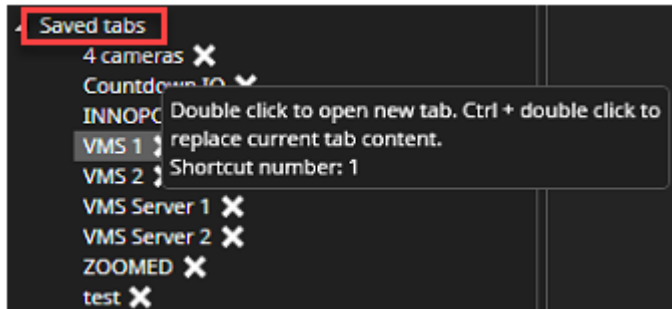 Saved tabs
4 cameras
Countdown IO
INNOPO
Double click to open new tab. Ctrl + double click to
replace current tab content.
Shortcut number: 1
VMS 1
VMS 2
VMS Server 1
VMS Server 2
ZOOMED
test